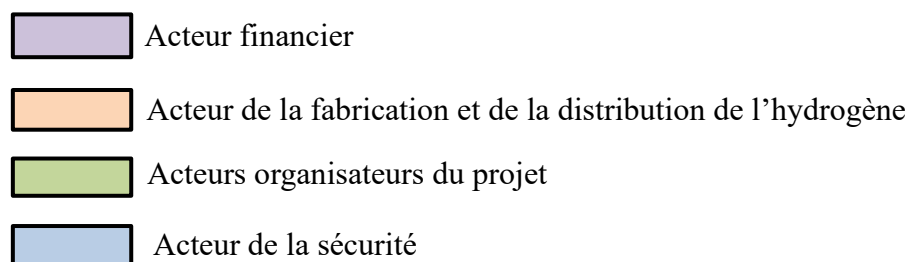 Acteur financier
Acteur de la fabrication et de la distribution de l’hydrogène
Acteurs organisateurs du projet
Acteur de la sécurité